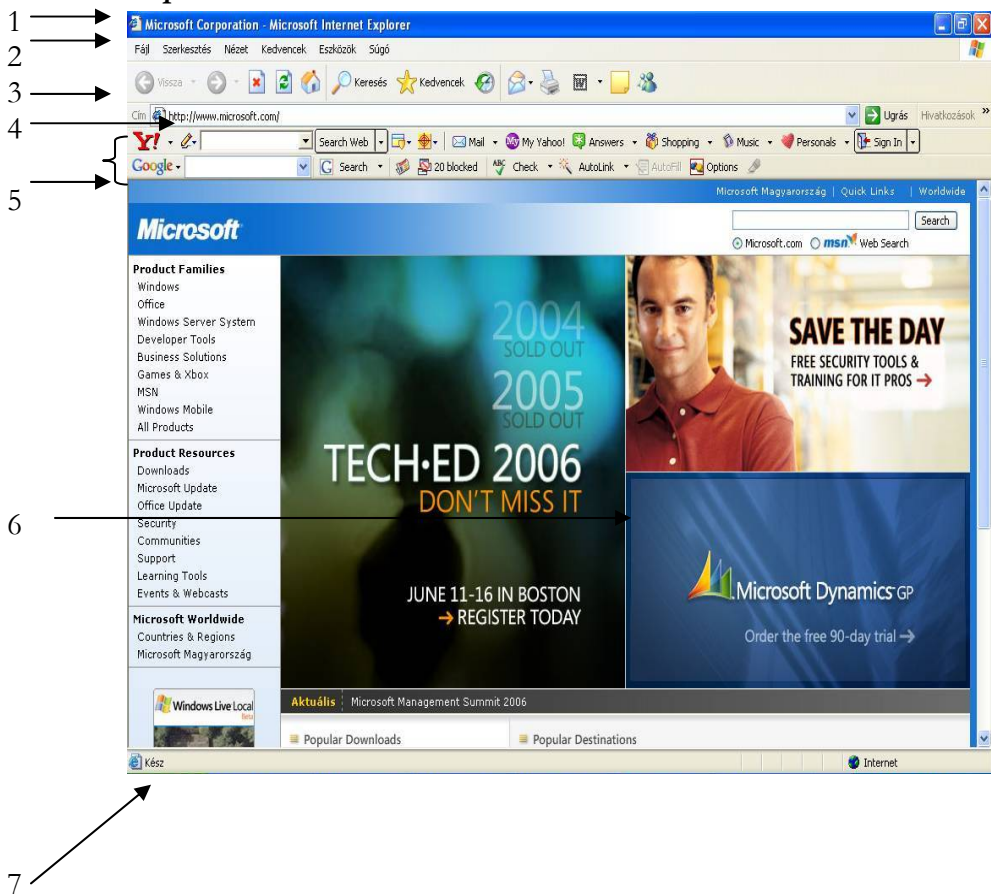 1
Microsoft Corporation - Microsoft Internet Explorer
2
Fájl Szerkesztés Nézet Kedvencek Eszközök Súgó
Vissza Keresés Kedvencek
3
Cím http://www.microsoft.com/ Ugrás Hivatkozások »
4
Y! Search Web Mail My Yahoo! Answers Shopping Music Personals Sign In
Google G Search 20 blocked ABC Check AutoLink AutoFill Options
5
Microsoft Magyarország | Quick Links | Worldwide
Microsoft
Search
Microsoft.com msn Web Search
Product Families
Windows
Office
Windows Server System
Developer Tools
Business Solutions
Games & Xbox
MSN
Windows Mobile
All Products
Product Resources
Downloads
Microsoft Update
Office Update
Security
Communities
Support
Learning Tools
Events & Webcasts
Microsoft Worldwide
Countries & Regions
Microsoft Magyarország
Windows Live Local
Beta
2004
SOLD OUT
2005
SOLD OUT
TECH·ED 2006
DON'T MISS IT
JUNE 11-16 IN BOSTON
→ REGISTER TODAY
SAVE THE DAY
FREE SECURITY TOOLS &
TRAINING FOR IT PROS →
6
Microsoft Dynamics GP
Order the free 90-day trial →
Aktuális Microsoft Management Summit 2006
Popular Downloads Popular Destinations
Kész Internet
7